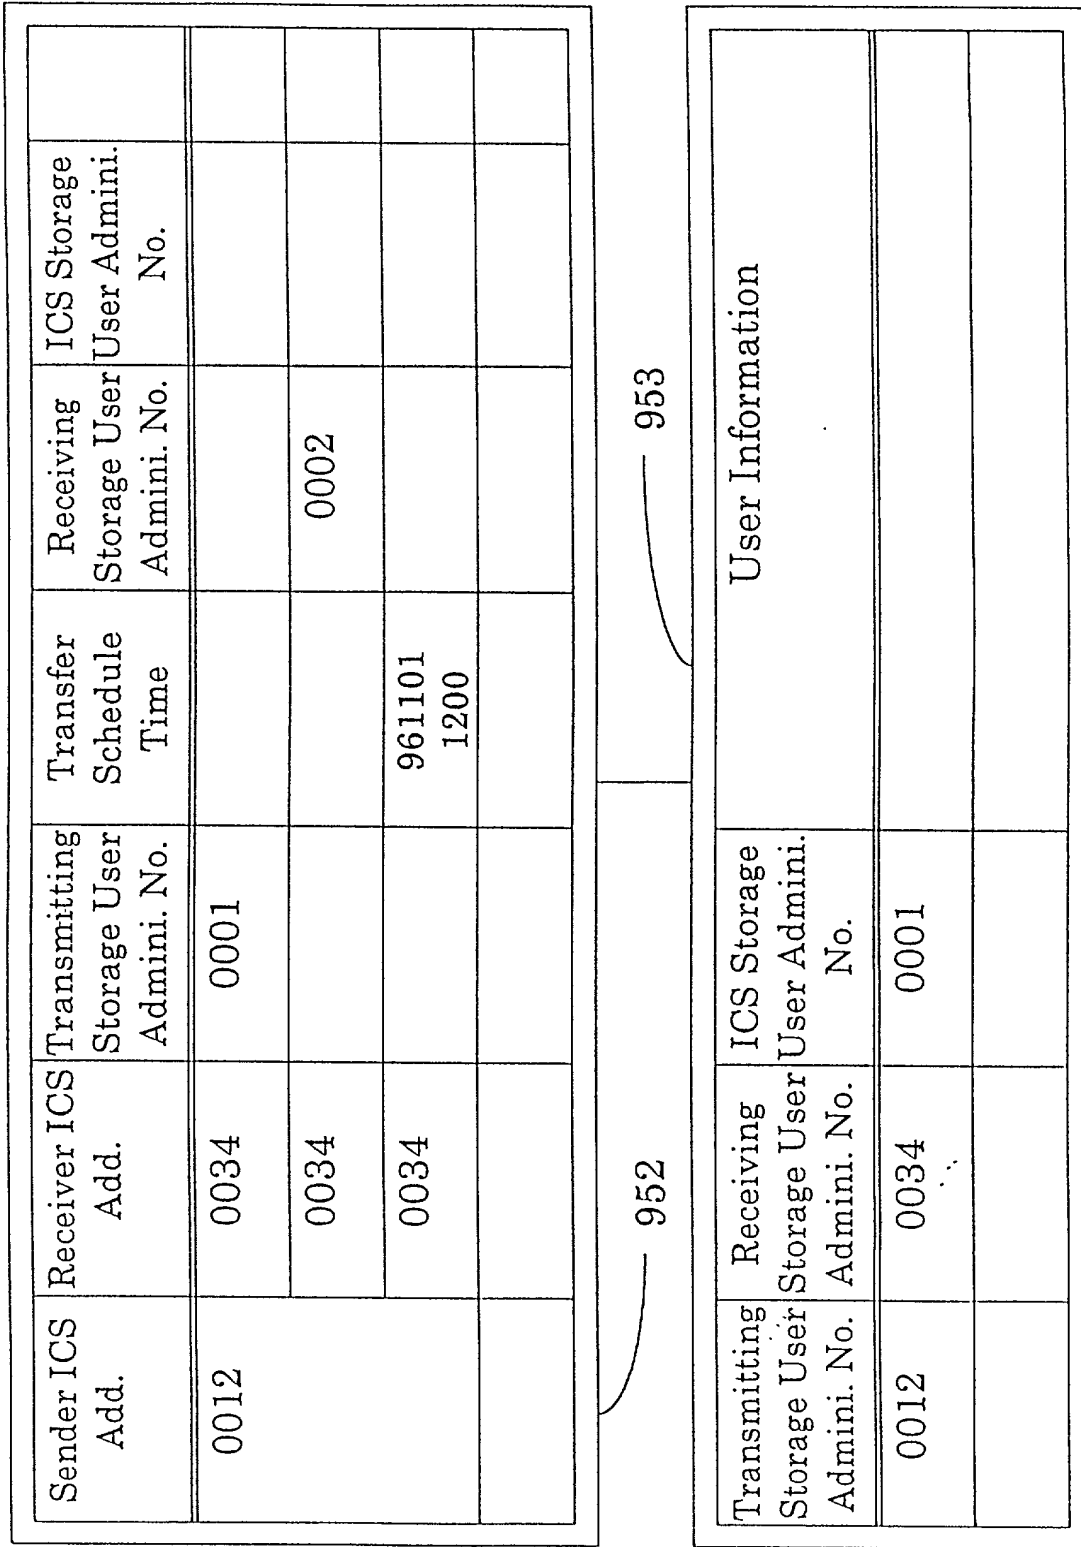 Sender ICS
Add.
Receiver ICS
Add.
Transmitting
Storage User
Admini. No.
Transfer
Schedule
Time
Receiving
Storage User
Admini. No.
ICS Storage
User Admini.
No.
0012
0034
0001
0034
0002
0034
961101
1200
952
953
Transmitting
Storage User
Admini. No.
Receiving
Storage User
Admini. No.
ICS Storage
User Admini.
No.
User Information
0012
0034
0001